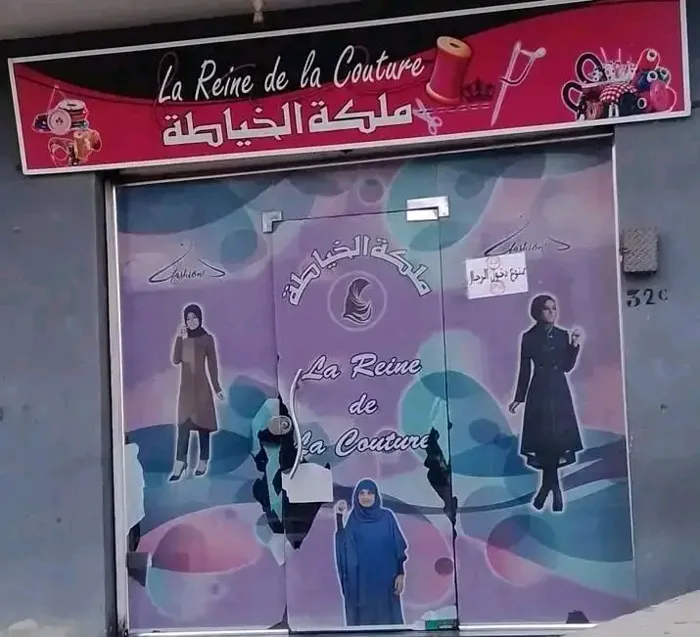 La Reine de la Couture
ملكة الخياطة
fashion
fashion
ملكة الخياطة
ممنوع دخول الرجال
32c
La Reine
de
La Couture